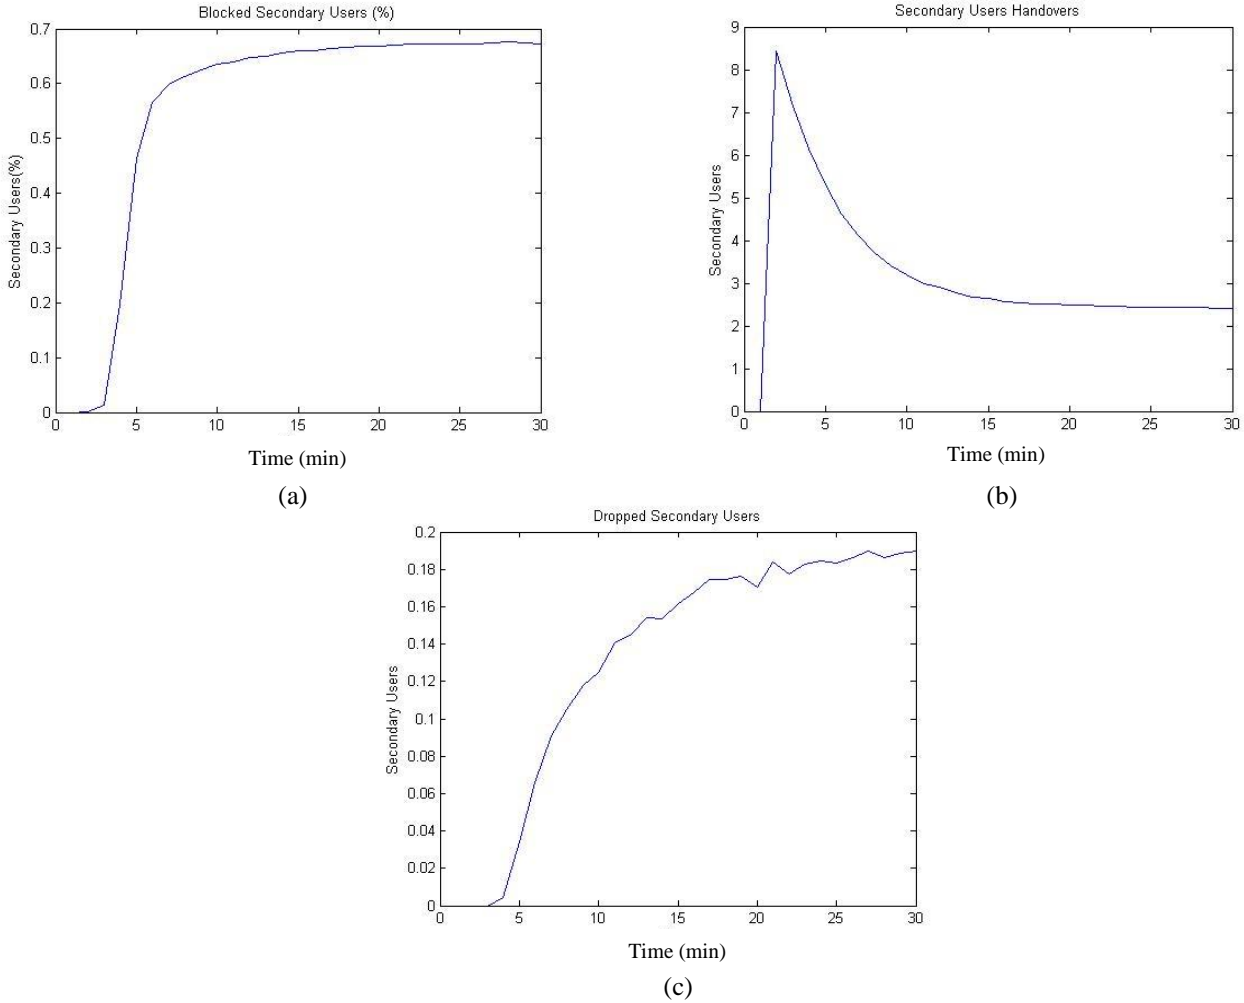 Blocked Secondary Users (%)
0.7
0.6
0.5
0.4
0.3
0.2
0.1
0
Secondary Users(%)
0 5 10 15 20 25 30
Time (min)
(a)
Secondary Users Handovers
9
8
7
6
5
4
3
2
1
0
Secondary Users
0 5 10 15 20 25 30
Time (min)
(b)
Dropped Secondary Users
0.2
0.18
0.16
0.14
0.12
0.1
0.08
0.06
0.04
0.02
0
Secondary Users
0 5 10 15 20 25 30
Time (min)
(c)